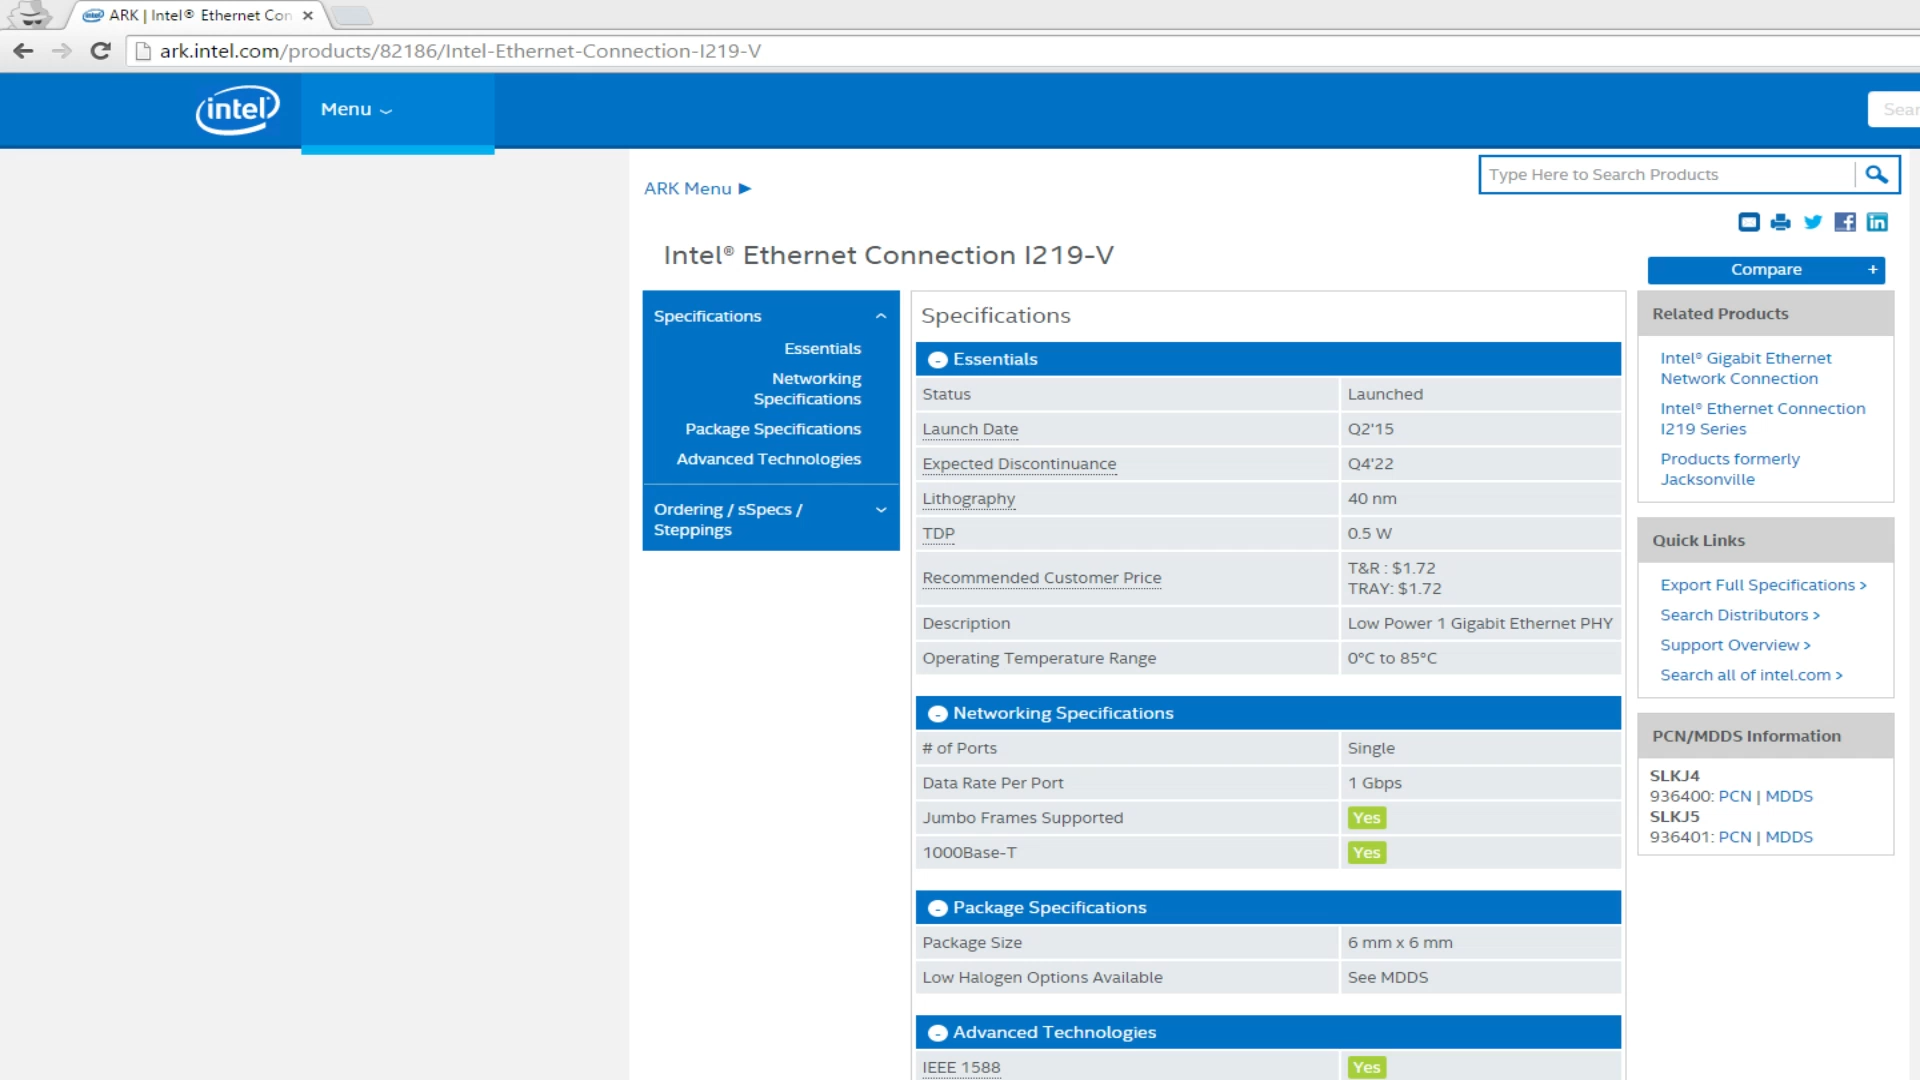 ARK | Intel® Ethernet Con
ark.intel.com/products/82186/Intel-Ethernet-Connection-I219-V
intel
Menu
Sear
ARK Menu ►
Type Here to Search Products
Intel® Ethernet Connection I219-V
Compare +
Specifications
Essentials
Networking
Specifications
Package Specifications
Advanced Technologies
Ordering / sSpecs /
Steppings
Specifications
- Essentials
Status Launched
Launch Date Q2'15
Expected Discontinuance Q4'22
Lithography 40 nm
TDP 0.5 W
Recommended Customer Price T&R : $1.72
TRAY: $1.72
Description Low Power 1 Gigabit Ethernet PHY
Operating Temperature Range 0°C to 85°C
- Networking Specifications
# of Ports Single
Data Rate Per Port 1 Gbps
Jumbo Frames Supported Yes
1000Base-T Yes
- Package Specifications
Package Size 6 mm x 6 mm
Low Halogen Options Available See MDDS
- Advanced Technologies
IEEE 1588 Yes
Related Products
Intel® Gigabit Ethernet
Network Connection
Intel® Ethernet Connection
I219 Series
Products formerly
Jacksonville
Quick Links
Export Full Specifications >
Search Distributors >
Support Overview >
Search all of intel.com >
PCN/MDDS Information
SLKJ4
936400: PCN | MDDS
SLKJ5
936401: PCN | MDDS